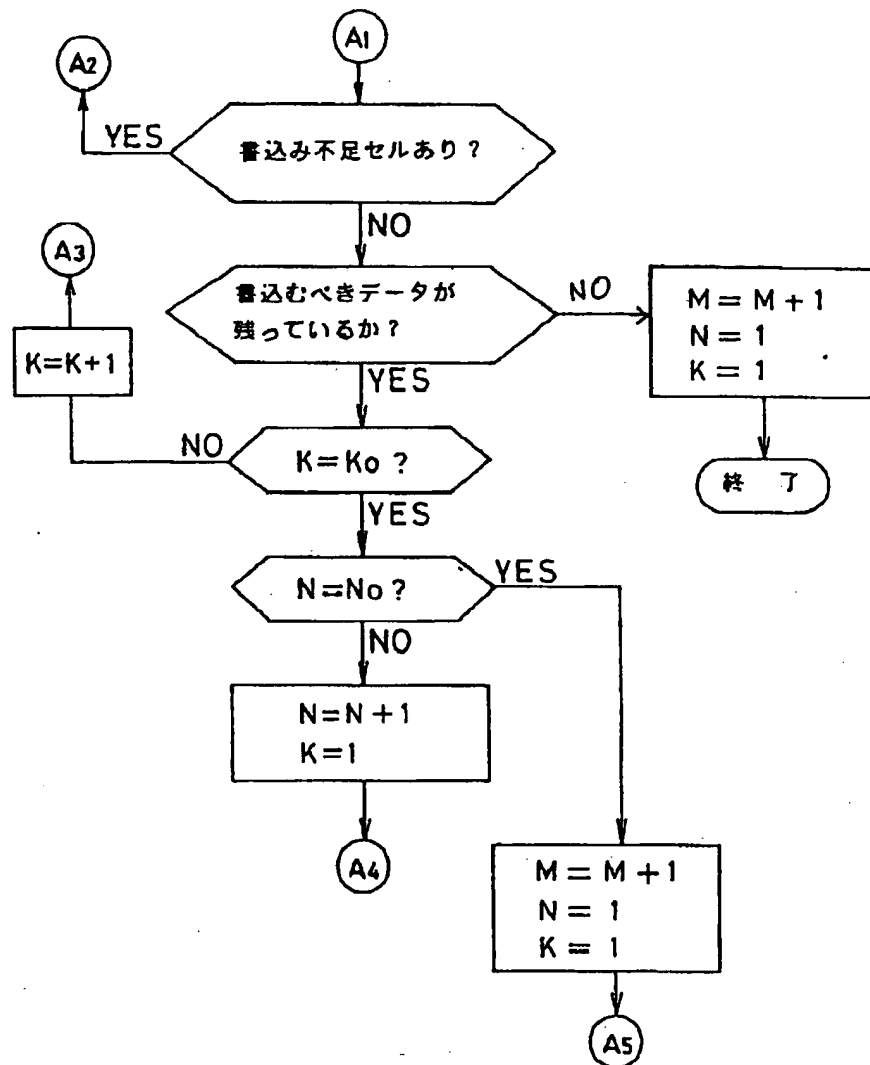 A1
A2
YES
書込み不足セルあり?
NO
A3
書込むべきデータが
残っているか?
NO
M=M+1
N=1
K=1
K=K+1
YES
NO
K=Ko?
終 了
YES
N=No?
YES
NO
N=N+1
K=1
A4
M=M+1
N=1
K=1
A5